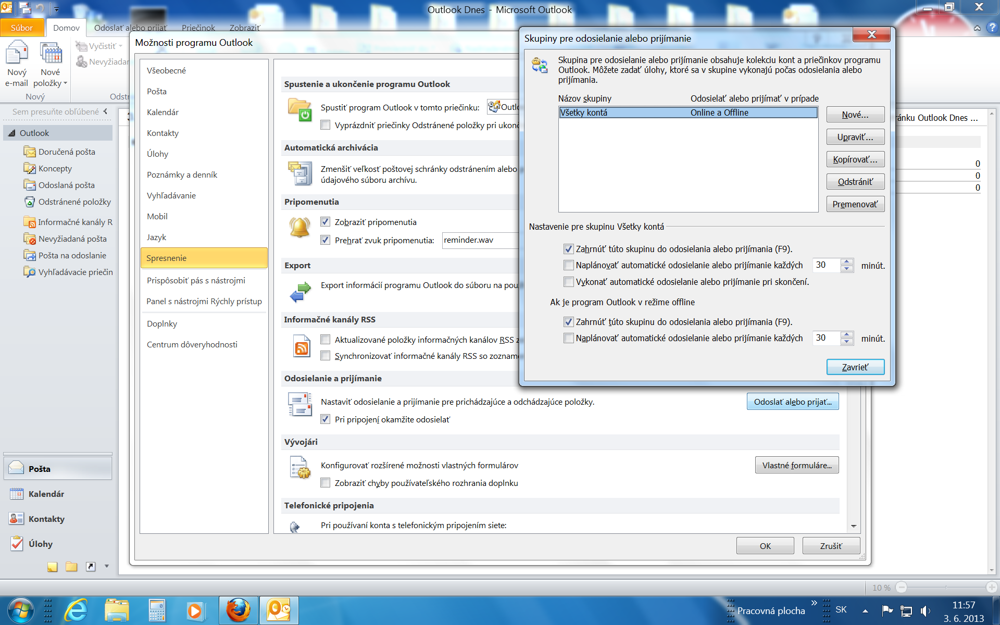 Outlook Dnes - Microsoft Outlook
Súbor
Domov
Odoslať alebo prijať
Priečinok
Zobraziť
Nový e-mail
Nové položky
Nový
Vyčistiť
Nevyžiadan
Odstr
Sem presuňte obľúbené
Outlook
Doručená pošta
Koncepty
Odoslaná pošta
Odstránené položky
Informačné kanály R
Nevyžiadaná pošta
Pošta na odoslanie
Vyhľadávacie priečin
Pošta
Kalendár
Kontakty
Úlohy
Možnosti programu Outlook
Všeobecné
Pošta
Kalendár
Kontakty
Úlohy
Poznámky a denník
Vyhľadávanie
Mobil
Jazyk
Spresnenie
Prispôsobiť pás s nástrojmi
Panel s nástrojmi Rýchly prístup
Doplnky
Centrum dôveryhodnosti
Spustenie a ukončenie programu Outlook
Spustiť program Outlook v tomto priečinku:
Outlo
Vyprázdniť priečinky Odstránené položky pri ukonč
Automatická archivácia
Zmenšiť veľkosť poštovej schránky odstránením alebo
údajového súboru archívu.
Pripomenutia
Zobraziť pripomenutia
Prehrať zvuk pripomenutia:
reminder.wav
Export
Export informácií programu Outlook do súboru na pou
Informačné kanály RSS
Aktualizované položky informačných kanálov RSS z
Synchronizovať informačné kanály RSS so zozname
Odosielanie a prijímanie
Nastaviť odosielanie a prijímanie pre prichádzajúce a odchádzajúce položky.
Odoslať alebo prijať...
Pri pripojení okamžite odosielať
Vývojári
Konfigurovať rozšírené možnosti vlastných formulárov
Vlastné formuláre...
Zobraziť chyby používateľského rozhrania doplnku
Telefonické pripojenia
Pri používaní konta s telefonickým pripojením siete:
OK
Zrušiť
Skupiny pre odosielanie alebo prijímanie
Skupina pre odosielanie alebo prijímanie obsahuje kolekciu kont a priečinkov programu
Outlook. Môžete zadať úlohy, ktoré sa v skupine vykonajú počas odosielania alebo
prijímania.
Názov skupiny
Odosielať alebo prijímať v prípade
Všetky kontá
Online a Offline
Nové...
Upraviť...
Kopírovať...
Odstrániť
Premenovať
Nastavenie pre skupinu Všetky kontá
Zahrnúť túto skupinu do odosielania alebo prijímania (F9).
Naplánovať automatické odosielanie alebo prijímanie každých 30 minút.
Vykonať automatické odosielanie alebo prijímanie pri skončení.
Ak je program Outlook v režime offline
Zahrnúť túto skupinu do odosielania alebo prijímania (F9).
Naplánovať automatické odosielanie alebo prijímanie každých 30 minút.
Zavrieť
ránku Outlook Dnes ...
0
0
0
10 %
Pracovná plocha
SK
11:57
3. 6. 2013